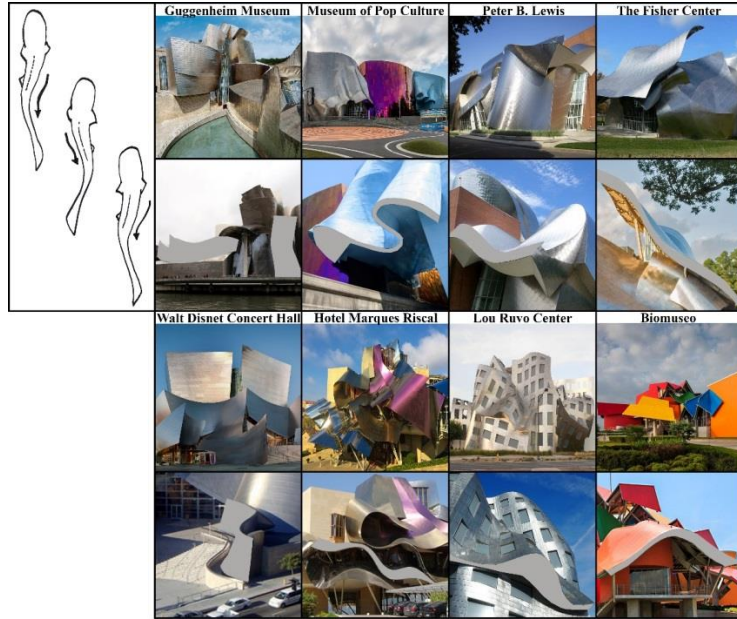 Guggenheim Museum
Museum of Pop Culture
Peter B. Lewis
The Fisher Center
Walt Disnet Concert Hall
Hotel Marques Riscal
Lou Ruvo Center
Biomuseo